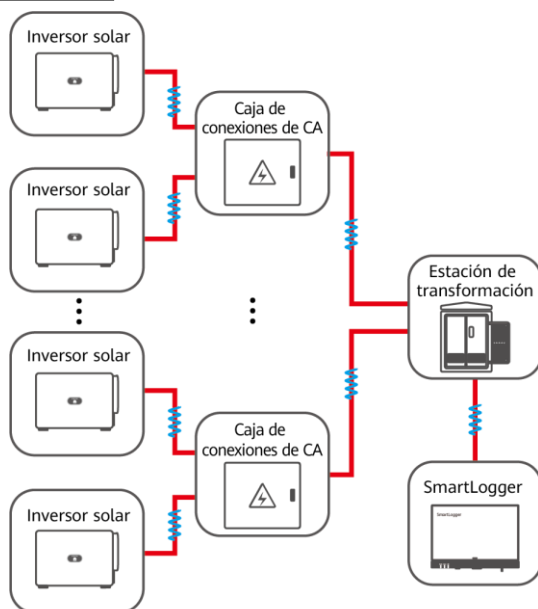 Inversor solar
Caja de
conexiones de CA
Inversor solar
Estación de
transformación
Inversor solar
Caja de
conexiones de CA
SmartLogger
SmartLogger
Inversor solar